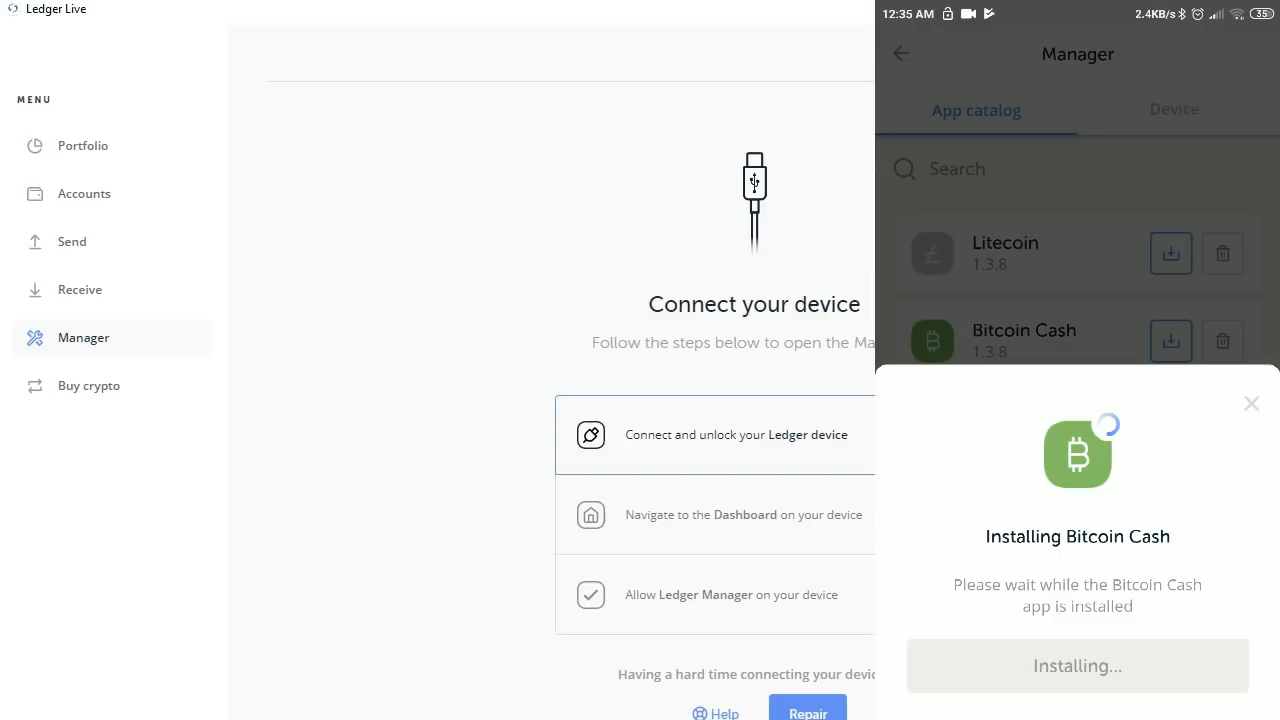 Ledger Live
MENU
Portfolio
Accounts
Send
Receive
Manager
Buy crypto
Connect your device
Follow the steps below to open the Ma
Connect and unlock your Ledger device
Navigate to the Dashboard on your device
Allow Ledger Manager on your device
Having a hard time connecting your devic
Help
Repair
12:35 AM 2.4KB/s 35
Manager
App catalog Device
Search
Litecoin
1.3.8
Bitcoin Cash
1.3.8
Installing Bitcoin Cash
Please wait while the Bitcoin Cash
app is installed
Installing...